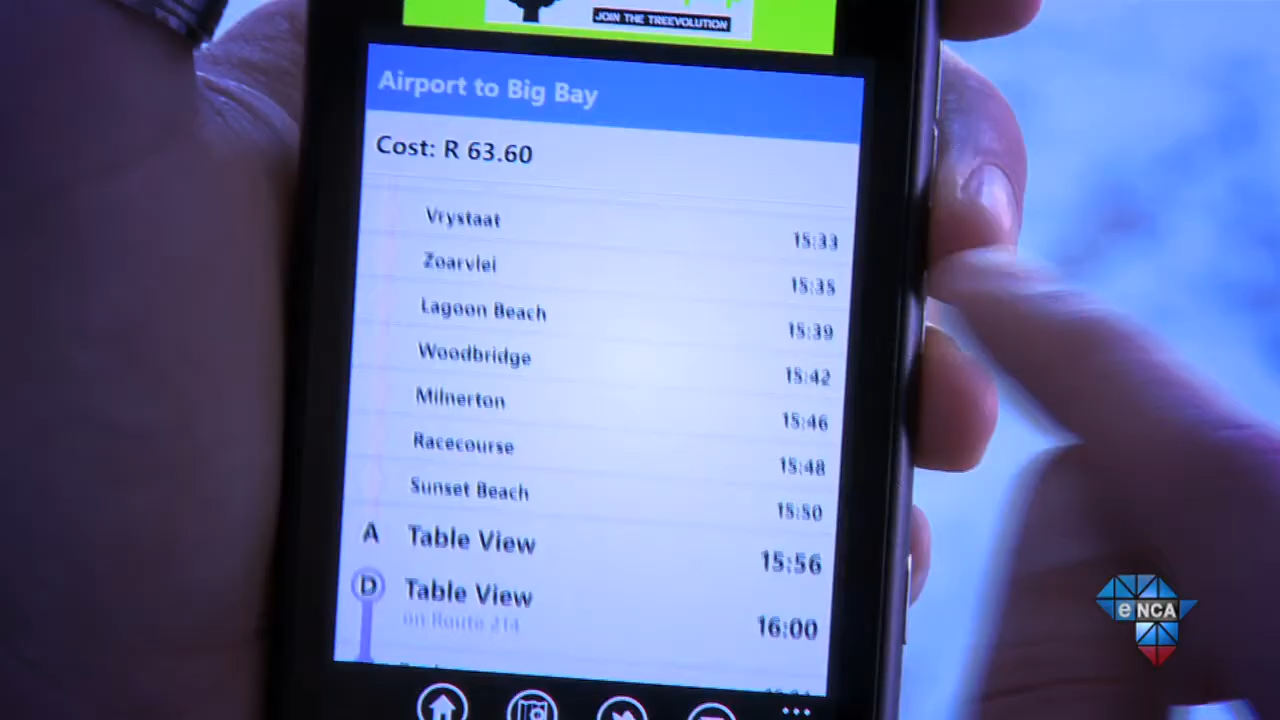 JOIN THE TREEVOLUTION
Airport to Big Bay
Cost: R 63.60
Vrystaat 15:33
Zoarvlei 15:35
Lagoon Beach 15:39
Woodbridge 15:42
Milnerton 15:46
Racecourse 15:48
Sunset Beach 15:50
A Table View 15:56
D Table View 16:00
on Route 214
eNCA